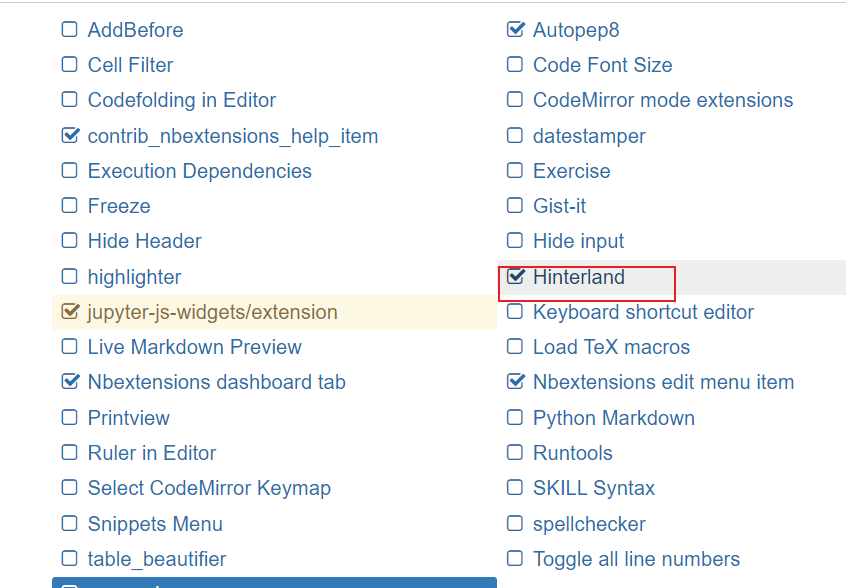 AddBefore
Autopep8
Cell Filter
Code Font Size
Codefolding in Editor
CodeMirror mode extensions
contrib_nbextensions_help_item
datestamper
Execution Dependencies
Exercise
Freeze
Gist-it
Hide Header
Hide input
highlighter
Hinterland
jupyter-js-widgets/extension
Keyboard shortcut editor
Live Markdown Preview
Load TeX macros
Nbextensions dashboard tab
Nbextensions edit menu item
Printview
Python Markdown
Ruler in Editor
Runtools
Select CodeMirror Keymap
SKILL Syntax
Snippets Menu
spellchecker
table_beautifier
Toggle all line numbers